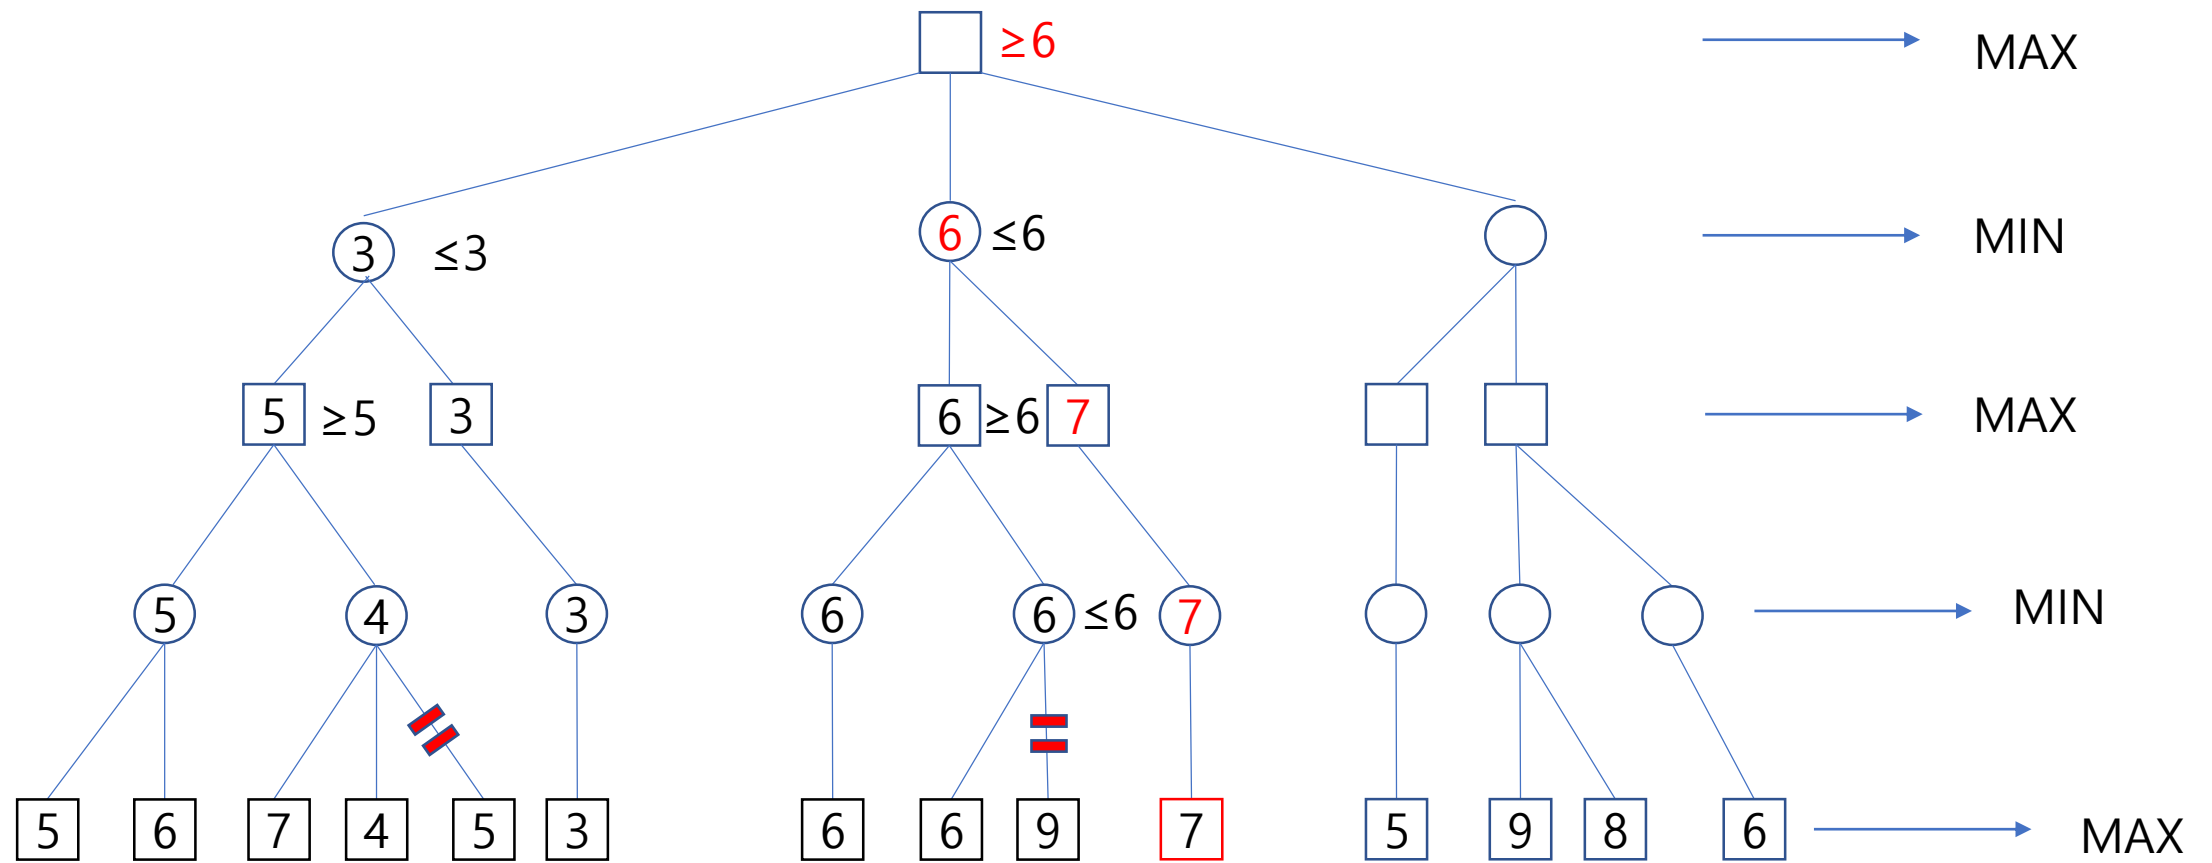 ≥6 MAX
3 ≤3 6 ≤6 MIN
5 ≥5 3 6 ≥6 7 MAX
5 4 3 6 6 ≤6 7 MIN
5 6 7 4 5 3 6 6 9 7 5 9 8 6 MAX